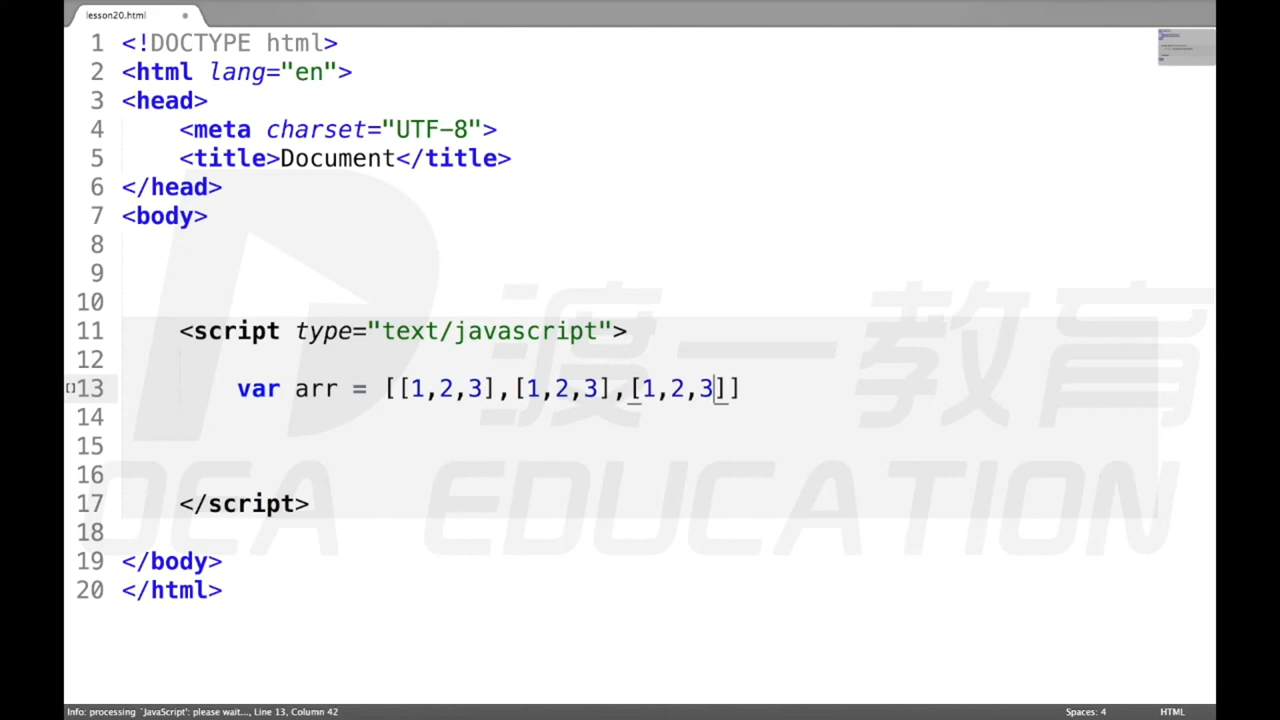 lesson20.html
1 <!DOCTYPE html>
2 <html lang="en">
3 <head>
4     <meta charset="UTF-8">
5     <title>Document</title>
6 </head>
7 <body>
8
9
10
11     <script type="text/javascript">
12
13         var arr = [[1,2,3],[1,2,3],[1,2,3]]
14
15
16
17     </script>
18
19 </body>
20 </html>
渡一教育
OCA EDUCATION
Info: processing `JavaScript': please wait..., Line 13, Column 42
Spaces: 4
HTML